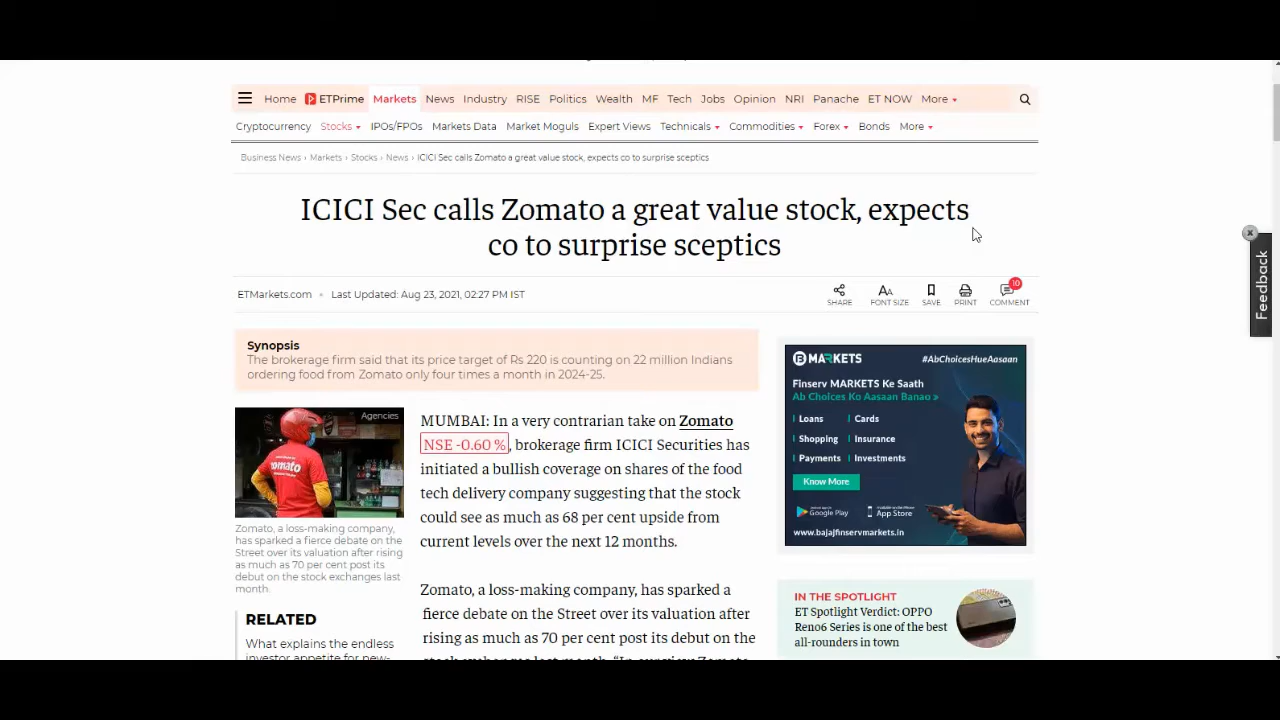 Home ETPrime Markets News Industry RISE Politics Wealth MF Tech Jobs Opinion NRI Panache ET NOW More
Cryptocurrency Stocks IPOs/FPOs Markets Data Market Moguls Expert Views Technicals Commodities Forex Bonds More
Business News › Markets › Stocks › News › ICICI Sec calls Zomato a great value stock, expects co to surprise sceptics
ICICI Sec calls Zomato a great value stock, expects
co to surprise sceptics
ETMarkets.com Last Updated: Aug 23, 2021, 02:27 PM IST
SHARE
FONT SIZE
SAVE
PRINT
10
COMMENT
Feedback
Synopsis
The brokerage firm said that its price target of Rs 220 is counting on 22 million Indians
ordering food from Zomato only four times a month in 2024-25.
Agencies
zomato
Zomato, a loss-making company,
has sparked a fierce debate on the
Street over its valuation after rising
as much as 70 per cent post its
debut on the stock exchanges last
month.
RELATED
What explains the endless
investor appetite for new-
MUMBAI: In a very contrarian take on Zomato
NSE -0.60 %, brokerage firm ICICI Securities has
initiated a bullish coverage on shares of the food
tech delivery company suggesting that the stock
could see as much as 68 per cent upside from
current levels over the next 12 months.
Zomato, a loss-making company, has sparked a
fierce debate on the Street over its valuation after
rising as much as 70 per cent post its debut on the
stock exchanges last month. "In our view Zomato
B MARKETS #AbChoicesHueAasaan
Finserv MARKETS Ke Saath
Ab Choices Ko Aasaan Banao »
Loans Cards
Shopping Insurance
Payments Investments
Know More
Google Play
App Store
www.bajajfinservmarkets.in
IN THE SPOTLIGHT
ET Spotlight Verdict: OPPO
Reno6 Series is one of the best
all-rounders in town